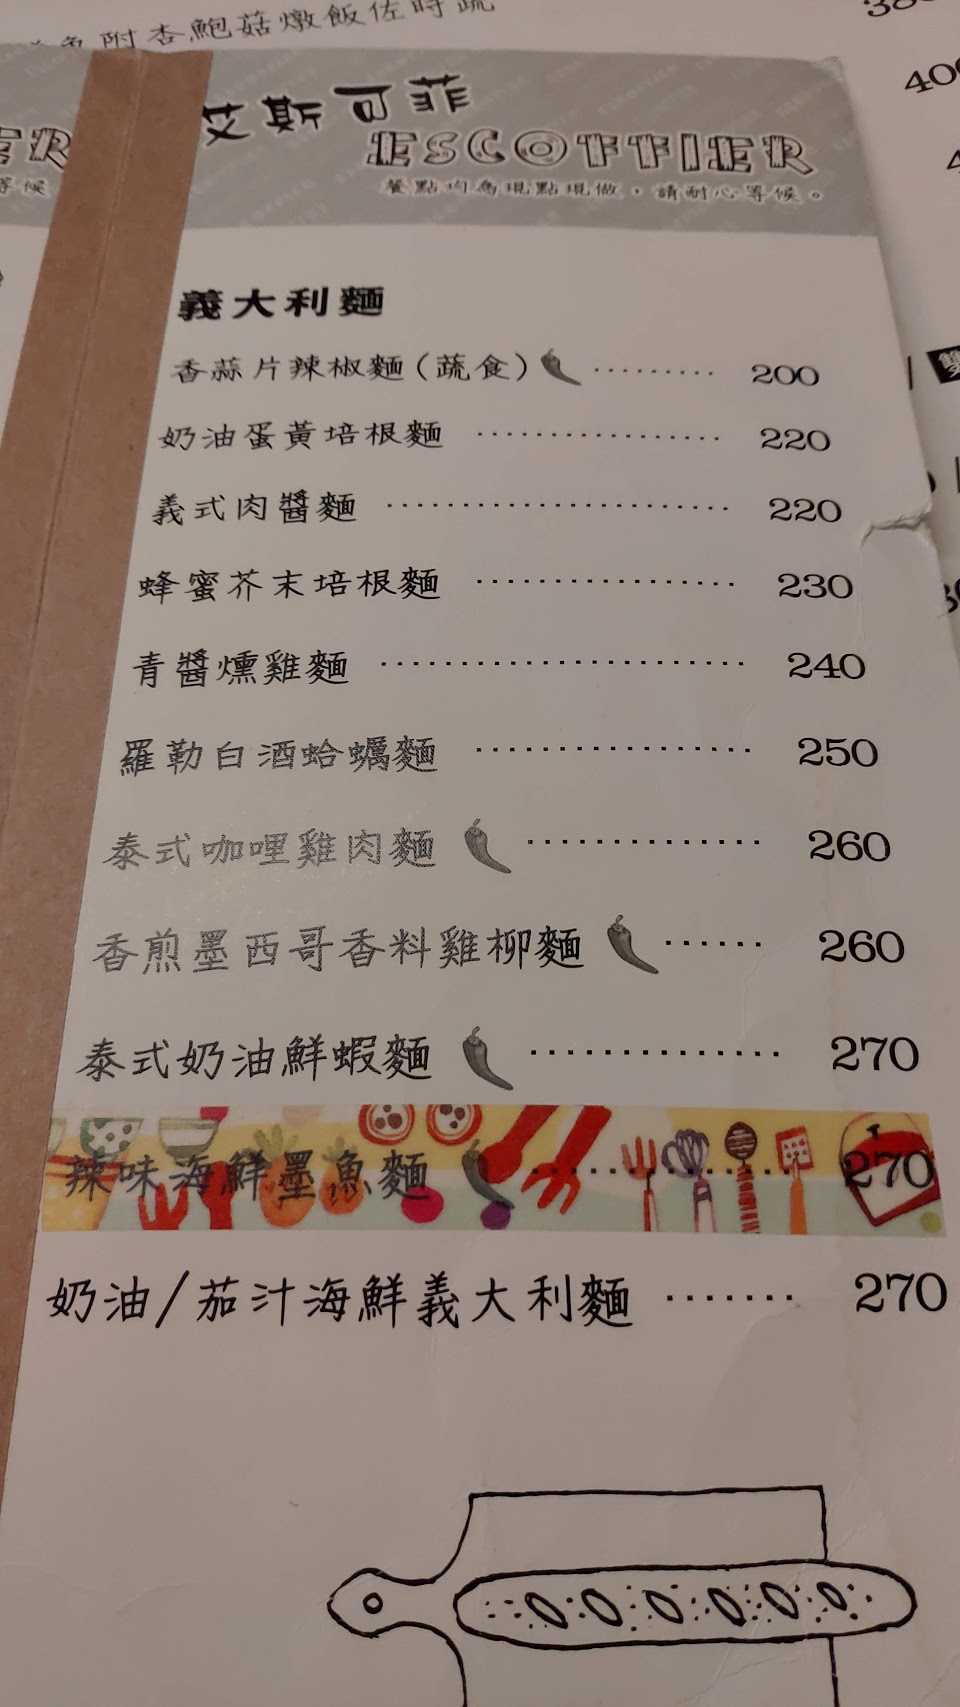 魚附杏鮑菇燉飯佐時蔬
艾斯可菲
ESCOFFIER
餐點均為現點現做，請耐心等候。
等候
義大利麵
香蒜片辣椒麵(蔬食) ......... 200
奶油蛋黃培根麵 ................. 220
義式肉醬麵 ........................ 220
蜂蜜芥末培根麵 ................. 230
青醬燻雞麵 ........................ 240
羅勒白酒蛤蠣麵 ................. 250
泰式咖哩雞肉麵 .............. 260
香煎墨西哥香料雞柳麵 ...... 260
泰式奶油鮮蝦麵 .............. 270
辣味海鮮墨魚麵 .............. 270
奶油/茄汁海鮮義大利麵 ....... 270